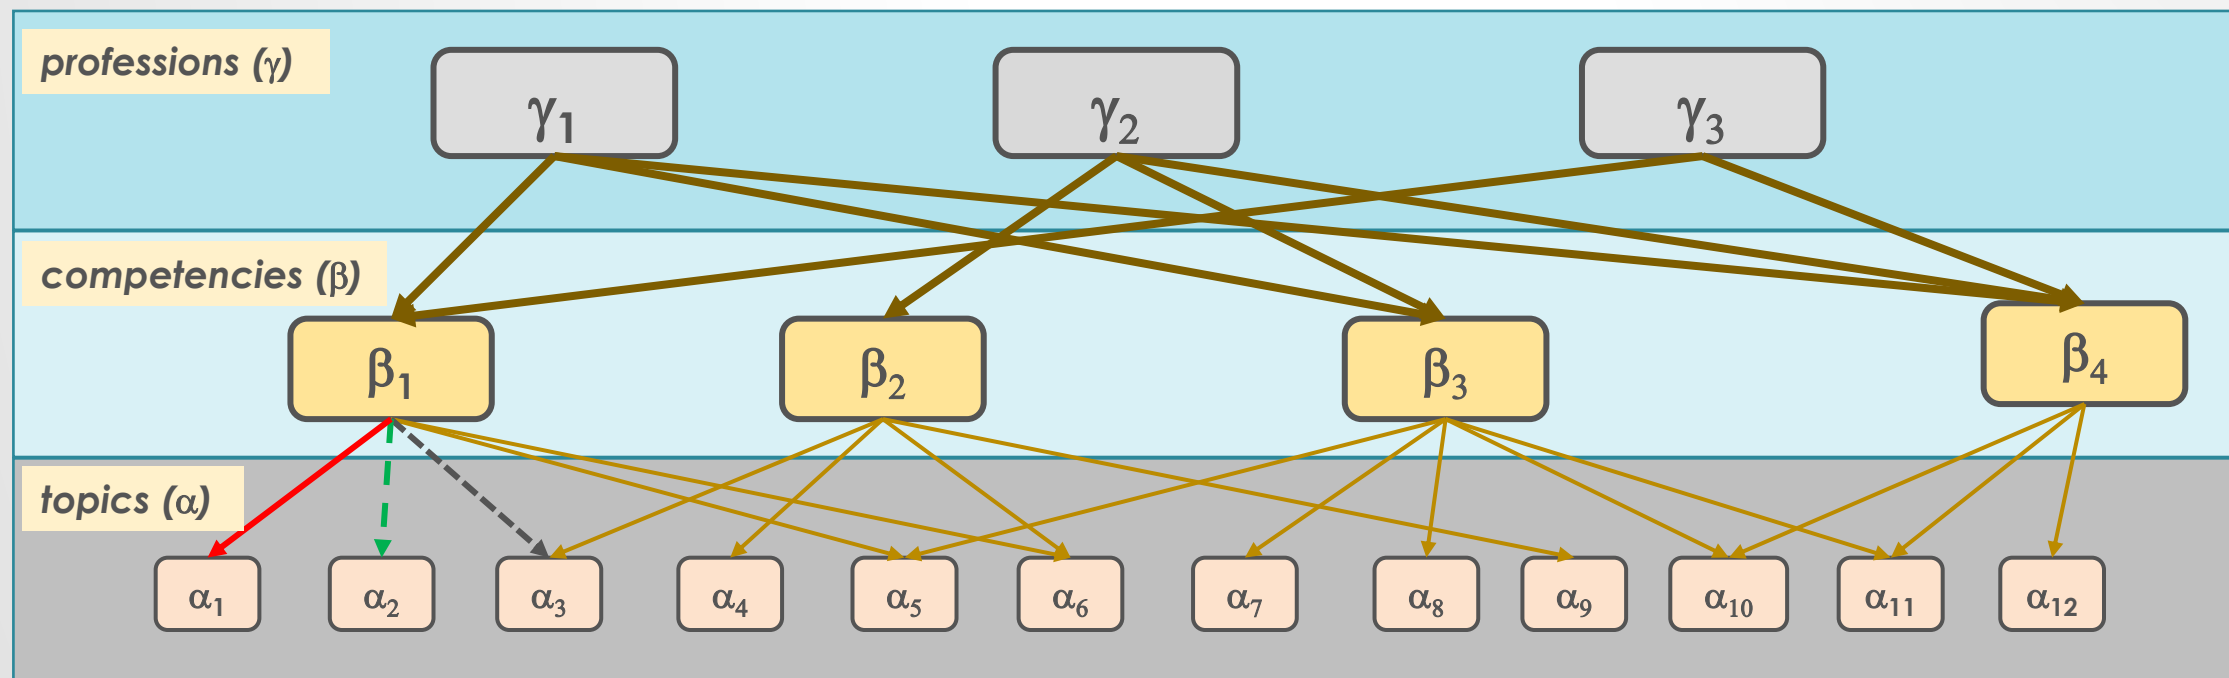 professions (γ)
γ1
γ2
γ3
competencies (β)
β1
β2
β3
β4
topics (α)
α1
α2
α3
α4
α5
α6
α7
α8
α9
α10
α11
α12